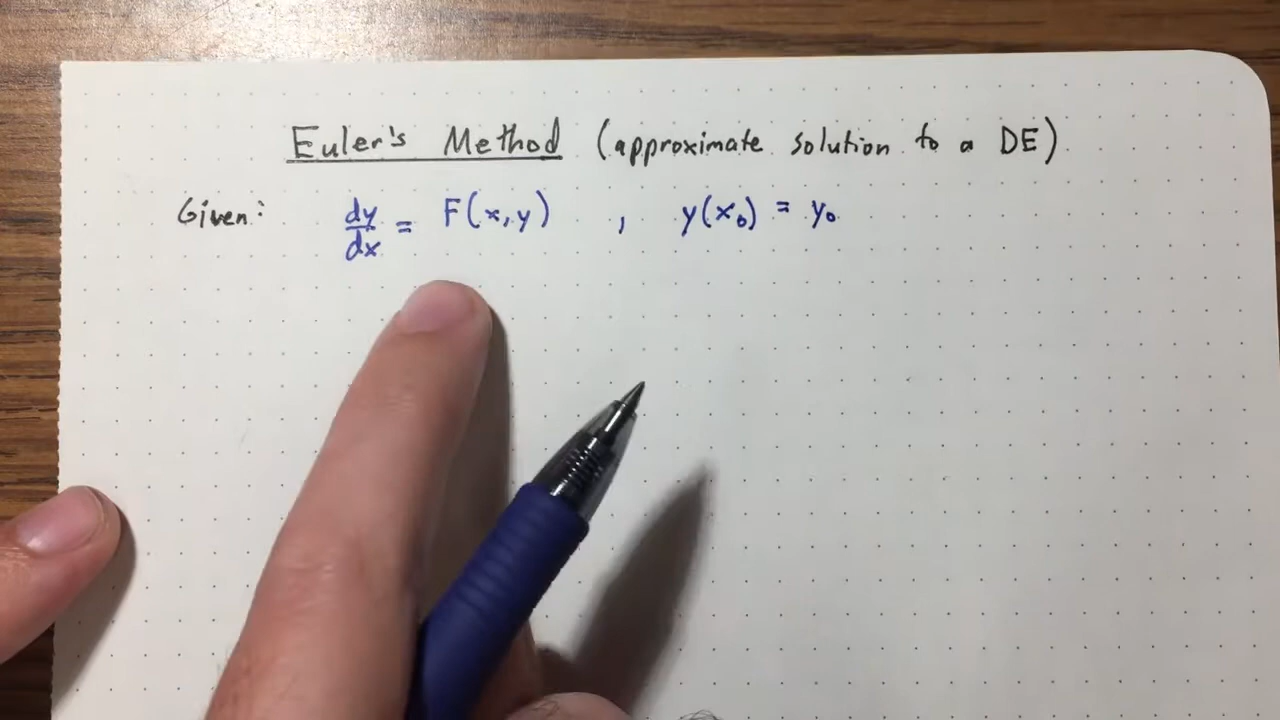 Euler's Method (approximate solution to a DE)
Given: dy/dx = F(x,y) , y(x₀) = y₀